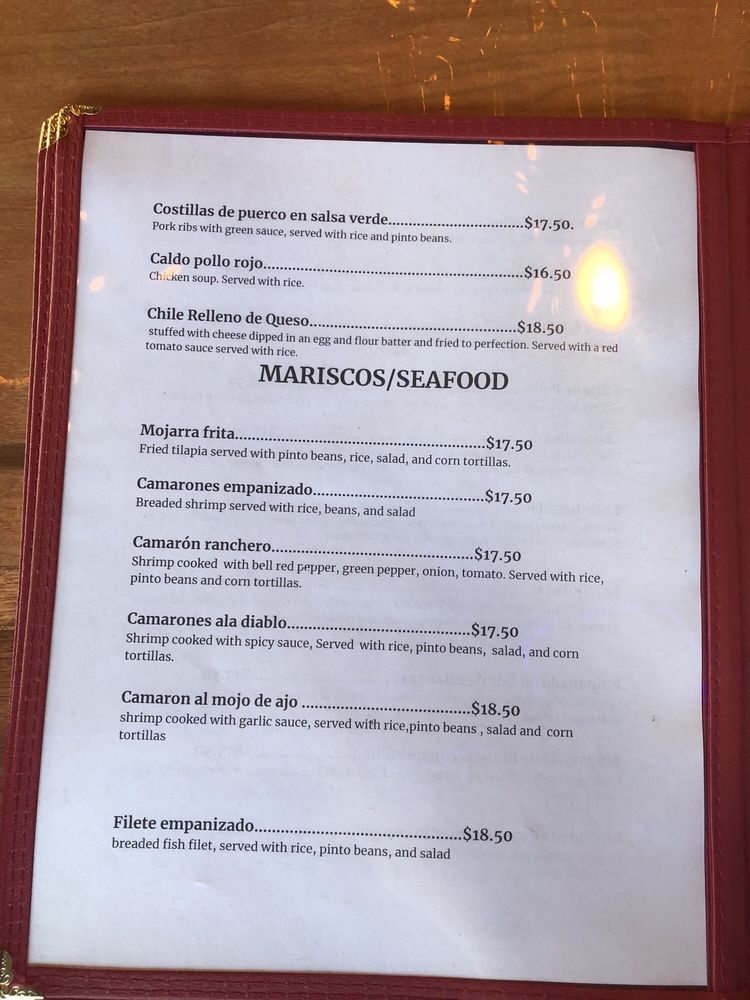 Costillas de puerco en salsa verde.................................$17.50.
Pork ribs with green sauce, served with rice and pinto beans.
Caldo pollo rojo................................................................$16.50
Chicken soup. Served with rice.
Chile Relleno de Queso...................................................$18.50
stuffed with cheese dipped in an egg and flour batter and fried to perfection. Served with a red
tomato sauce served with rice.
MARISCOS/SEAFOOD
Mojarra frita.............................................................$17.50
Fried tilapia served with pinto beans, rice, salad, and corn tortillas.
Camarones empanizado..........................................$17.50
Breaded shrimp served with rice, beans, and salad
Camarón ranchero.................................................$17.50
Shrimp cooked with bell red pepper, green pepper, onion, tomato. Served with rice,
pinto beans and corn tortillas.
Camarones ala diablo.............................................$17.50
Shrimp cooked with spicy sauce, Served with rice, pinto beans, salad, and corn
tortillas.
Camaron al mojo de ajo .........................................$18.50
shrimp cooked with garlic sauce, served with rice,pinto beans , salad and corn
tortillas
Filete empanizado...................................................$18.50
breaded fish filet, served with rice, pinto beans, and salad